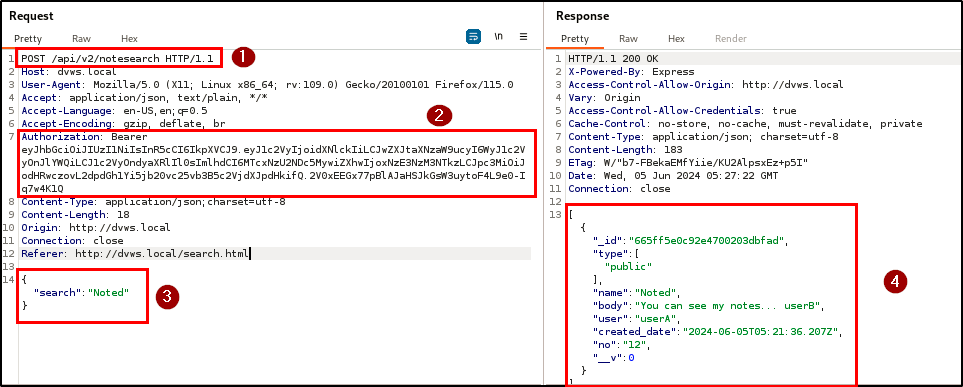 Request
Response
Pretty Raw Hex
\n
Pretty Raw Hex Render
1
2
3
4
1 POST /api/v2/notesearch HTTP/1.1
2 Host: dvws.local
3 User-Agent: Mozilla/5.0 (X11; Linux x86_64; rv:109.0) Gecko/20100101 Firefox/115.0
4 Accept: application/json, text/plain, */*
5 Accept-Language: en-US,en;q=0.5
6 Accept-Encoding: gzip, deflate, br
7 Authorization: Bearer
eyJhbGciOiJIUzI1NiIsInR5cCI6IkpXVCJ9.eyJ1c2VyIjoidXNlckIiLCJwZXJtaXNzaW9ucyI6WyJ1c2V
yOnJlYWQiLCJ1c2VyOndyaXRlIl0sImlhdCI6MTcxNzU2NDc5MywiZXhwIjoxNzE3NzM3NTkzLCJpc3MiOiJ
odHRwczovL2dpdGh1Yi5jb20vc25vb3B5c2VjdXJpdHkifQ.2V0xEEGx77pBlAJaHSJkGsW3uytoF4L9e0-I
q7w4K1Q
8 Content-Type: application/json;charset=utf-8
9 Content-Length: 18
10 Origin: http://dvws.local
11 Connection: close
12 Referer: http://dvws.local/search.html
13
14 {
"search":"Noted"
}
1 HTTP/1.1 200 OK
2 X-Powered-By: Express
3 Access-Control-Allow-Origin: http://dvws.local
4 Vary: Origin
5 Access-Control-Allow-Credentials: true
6 Cache-Control: no-store, no-cache, must-revalidate, private
7 Content-Type: application/json; charset=utf-8
8 Content-Length: 183
9 ETag: W/"b7-FBekaEMfYiie/KU2AlpsxEz+p5I"
10 Date: Wed, 05 Jun 2024 05:27:22 GMT
11 Connection: close
12
13 [
{
"_id":"665ff5e0c92e4700203dbfad",
"type":[
"public"
],
"name":"Noted",
"body":"You can see my notes... userB",
"user":"userA",
"created_date":"2024-06-05T05:21:36.207Z",
"no":"12",
"__v":0
}
]